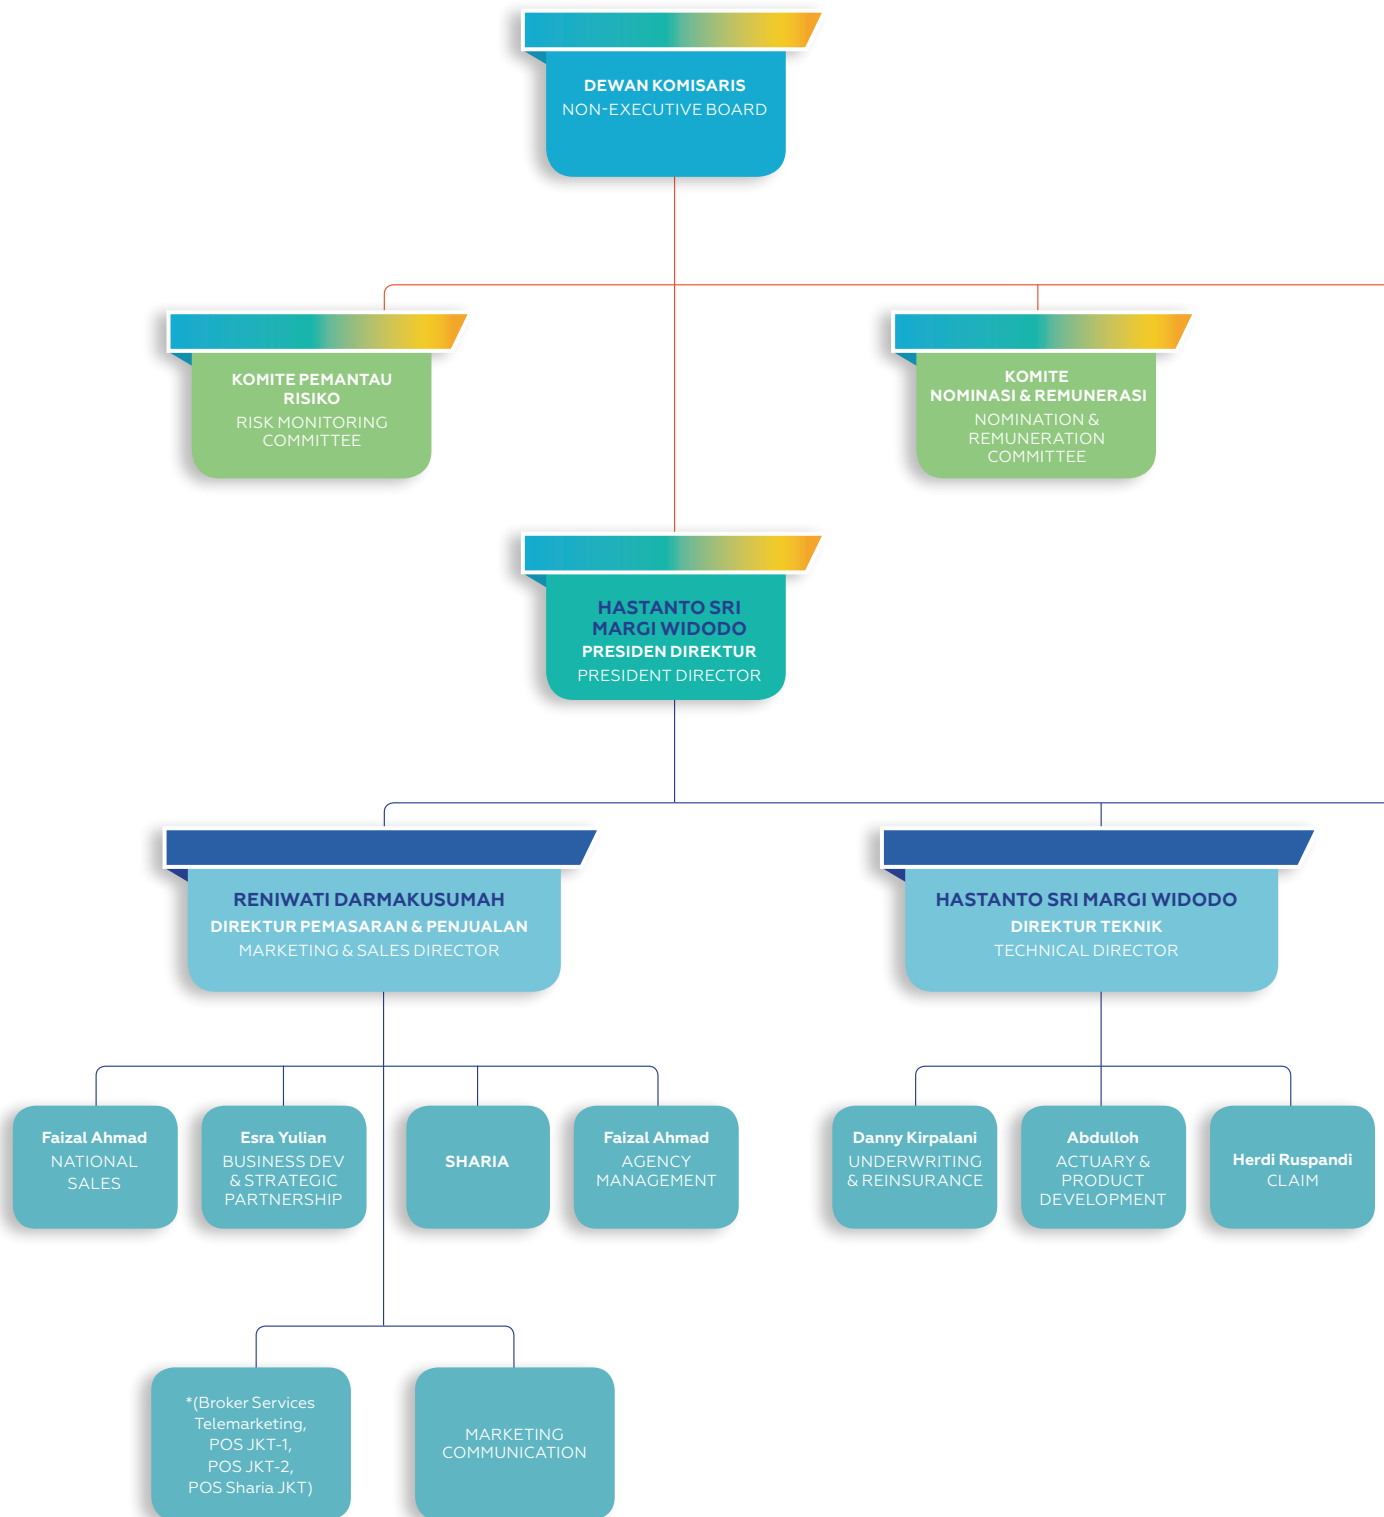 DEWAN KOMISARIS
NON-EXECUTIVE BOARD
KOMITE PEMANTAU
RISIKO
RISK MONITORING
COMMITTEE
KOMITE
NOMINASI & REMUNERASI
NOMINATION &
REMUNERATION
COMMITTEE
HASTANTO SRI
MARGI WIDODO
PRESIDEN DIREKTUR
PRESIDENT DIRECTOR
RENIWATI DARMAKUSUMAH
DIREKTUR PEMASARAN & PENJUALAN
MARKETING & SALES DIRECTOR
HASTANTO SRI MARGI WIDODO
DIREKTUR TEKNIK
TECHNICAL DIRECTOR
Faizal Ahmad
NATIONAL
SALES
Esra Yulian
BUSINESS DEV
& STRATEGIC
PARTNERSHIP
SHARIA
Faizal Ahmad
AGENCY
MANAGEMENT
Danny Kirpalani
UNDERWRITING
& REINSURANCE
Abdulloh
ACTUARY &
PRODUCT
DEVELOPMENT
Herdi Ruspandi
CLAIM
*(Broker Services
Telemarketing,
POS JKT-1,
POS JKT-2,
POS Sharia JKT)
MARKETING
COMMUNICATION